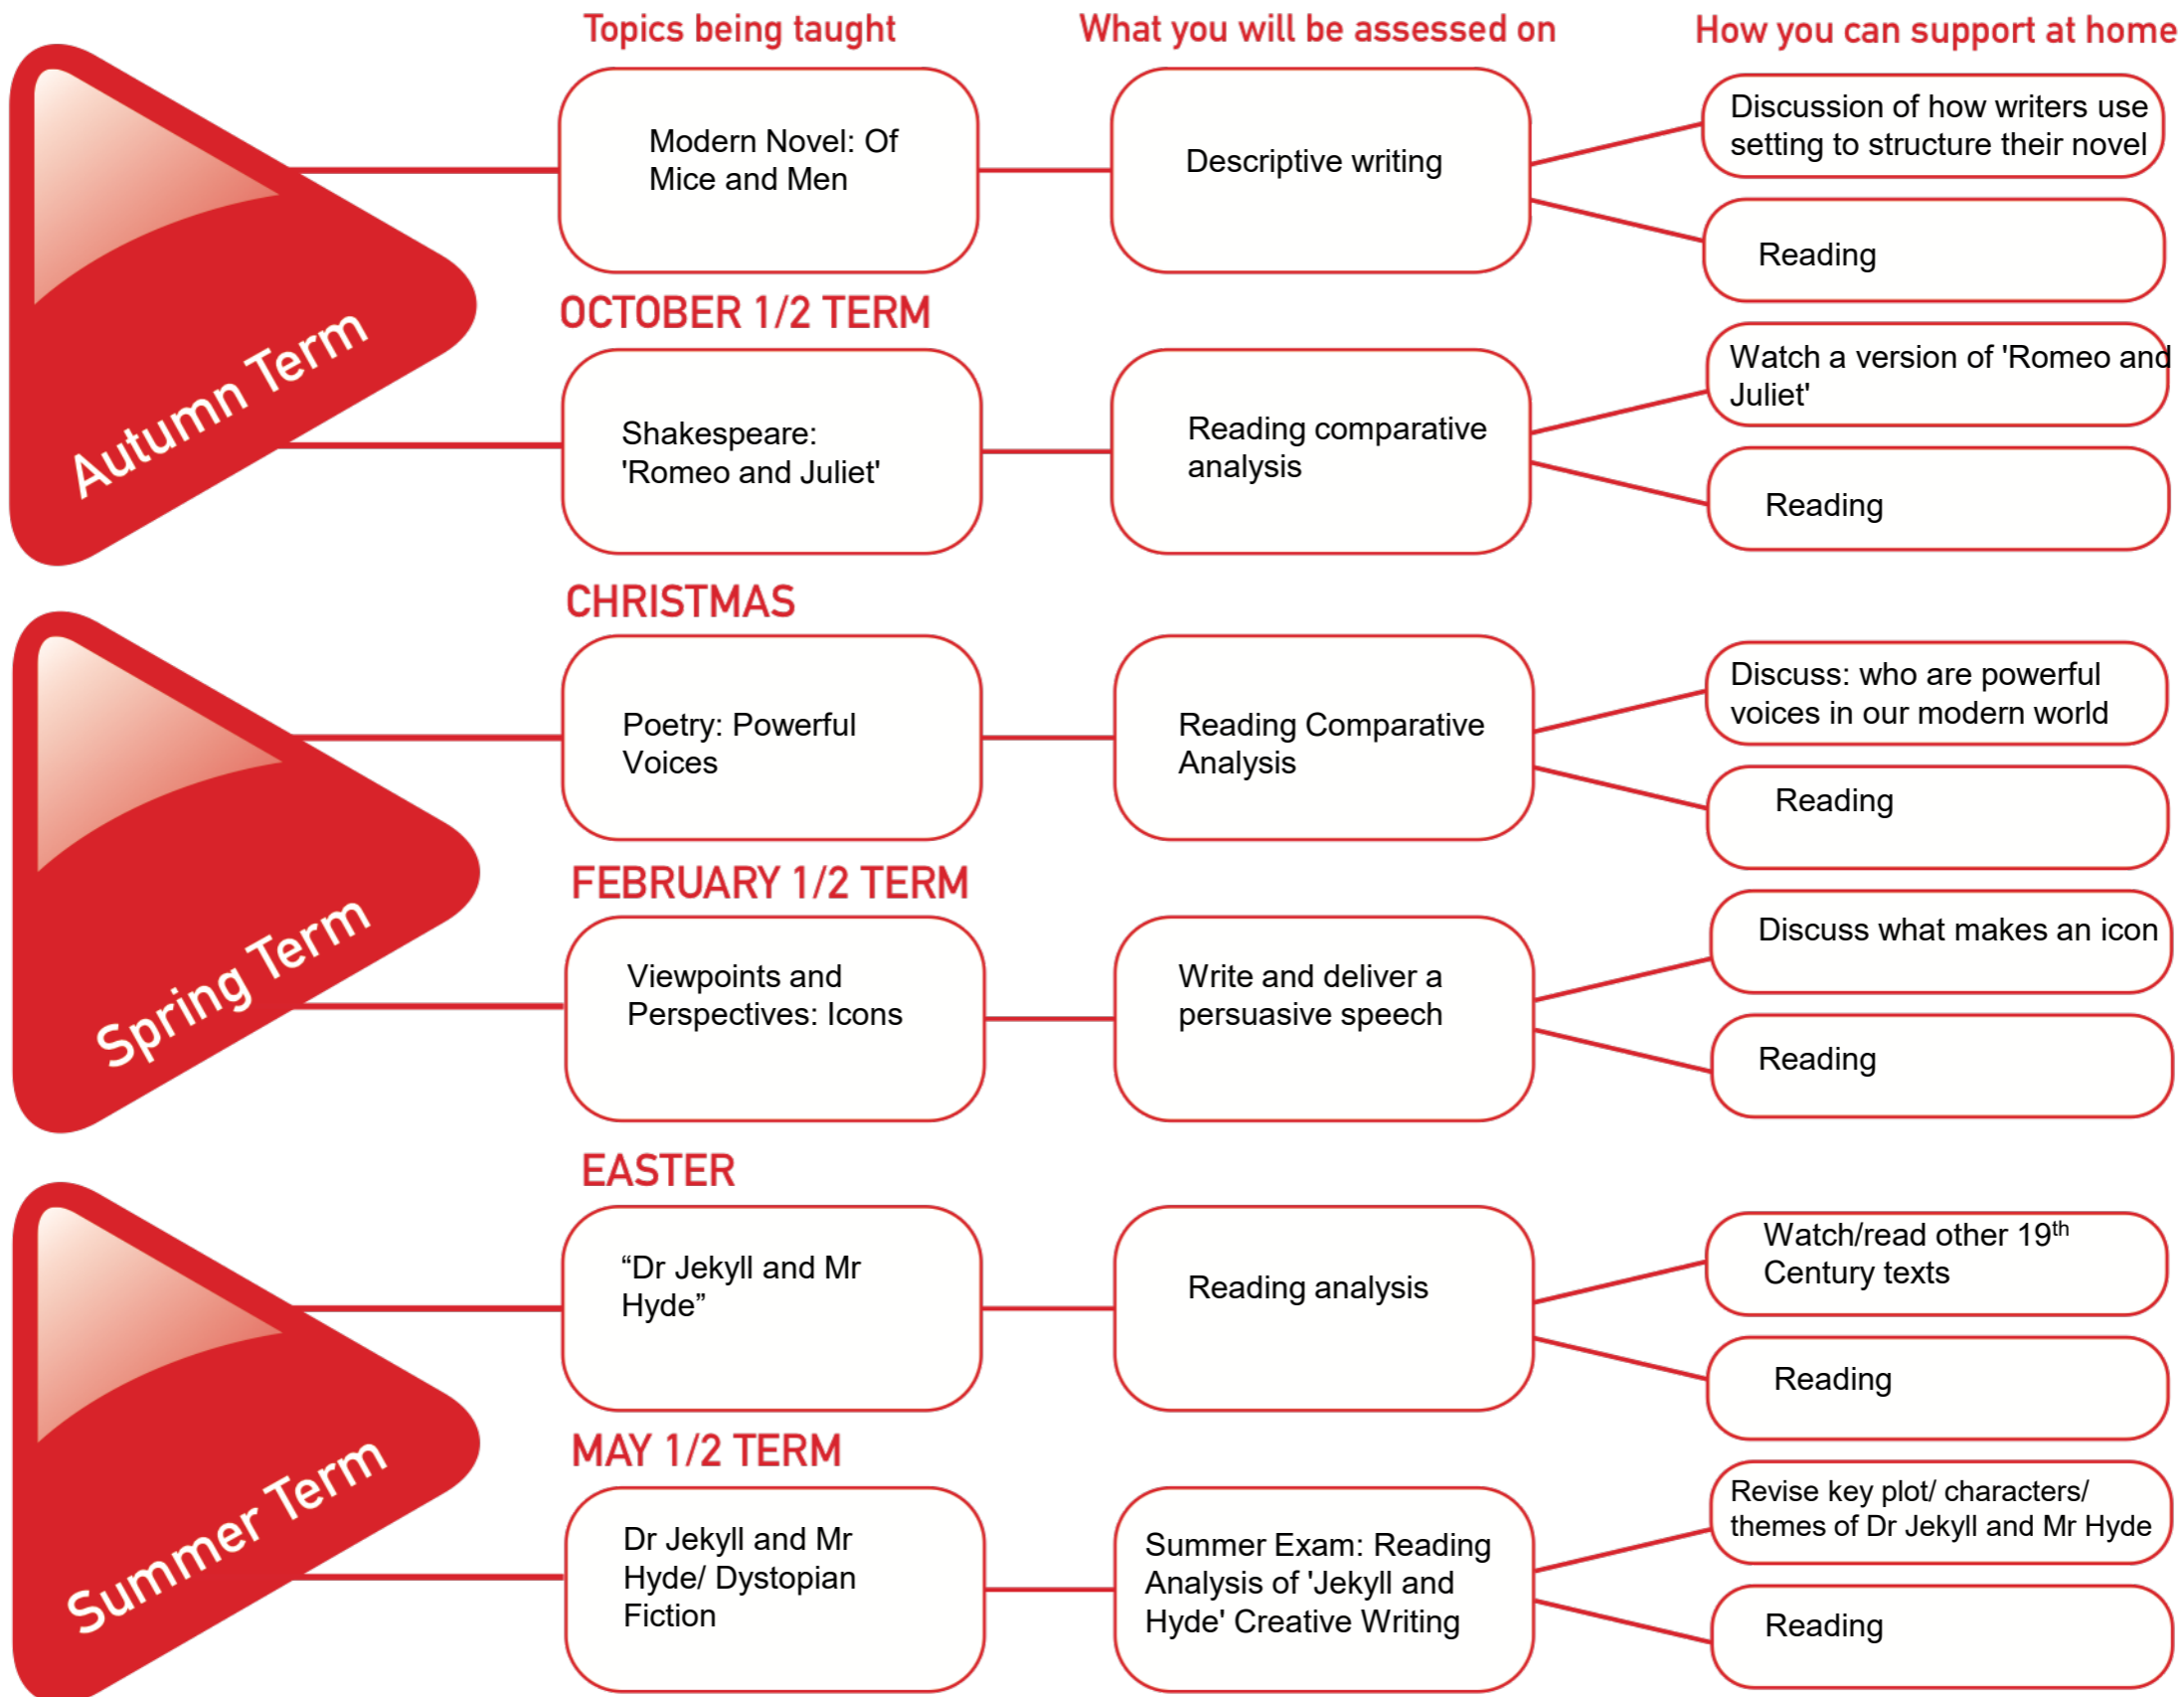 Topics being taught
What you will be assessed on
How you can support at home
Autumn Term
Modern Novel: Of
Mice and Men
Descriptive writing
Discussion of how writers use
setting to structure their novel
Reading
OCTOBER 1/2 TERM
Shakespeare:
'Romeo and Juliet'
Reading comparative
analysis
Watch a version of 'Romeo and
Juliet'
Reading
CHRISTMAS
Spring Term
Poetry: Powerful
Voices
Reading Comparative
Analysis
Discuss: who are powerful
voices in our modern world
Reading
FEBRUARY 1/2 TERM
Viewpoints and
Perspectives: Icons
Write and deliver a
persuasive speech
Discuss what makes an icon
Reading
EASTER
Summer Term
“Dr Jekyll and Mr
Hyde”
Reading analysis
Watch/read other 19th
Century texts
Reading
MAY 1/2 TERM
Dr Jekyll and Mr
Hyde/ Dystopian
Fiction
Summer Exam: Reading
Analysis of 'Jekyll and
Hyde' Creative Writing
Revise key plot/ characters/
themes of Dr Jekyll and Mr Hyde
Reading